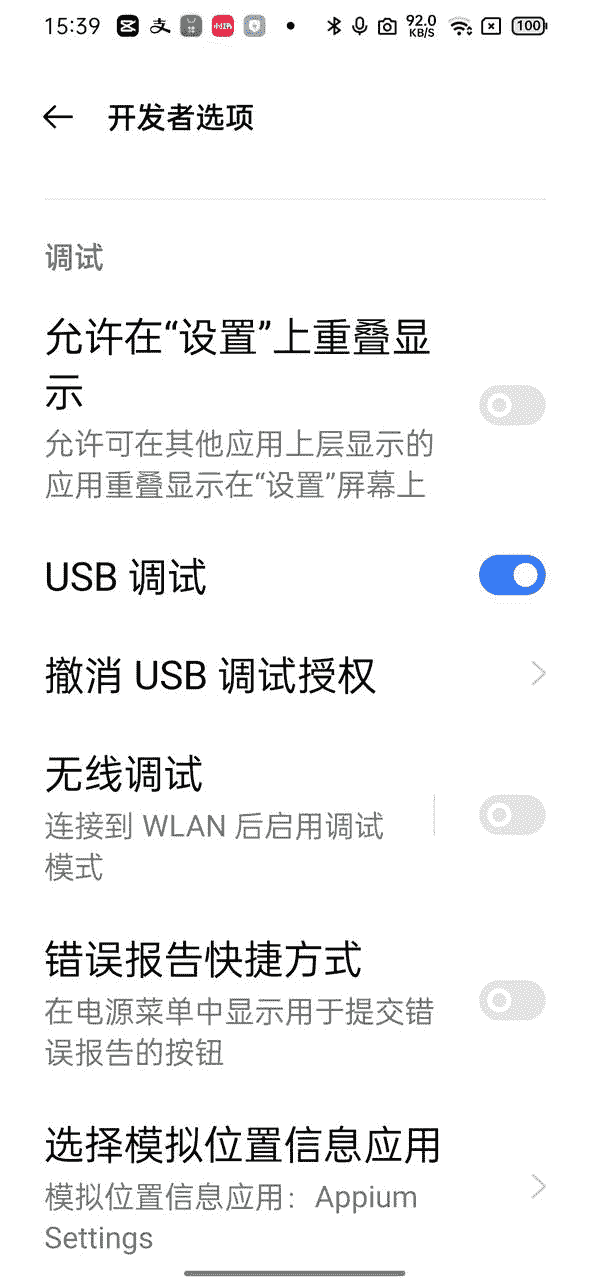 15:39
92.0
KB/S
100
开发者选项
调试
允许在“设置”上重叠显
示
允许可在其他应用上层显示的
应用重叠显示在“设置”屏幕上
USB 调试
撤消 USB 调试授权
无线调试
连接到 WLAN 后启用调试
模式
错误报告快捷方式
在电源菜单中显示用于提交错
误报告的按钮
选择模拟位置信息应用
模拟位置信息应用：Appium
Settings